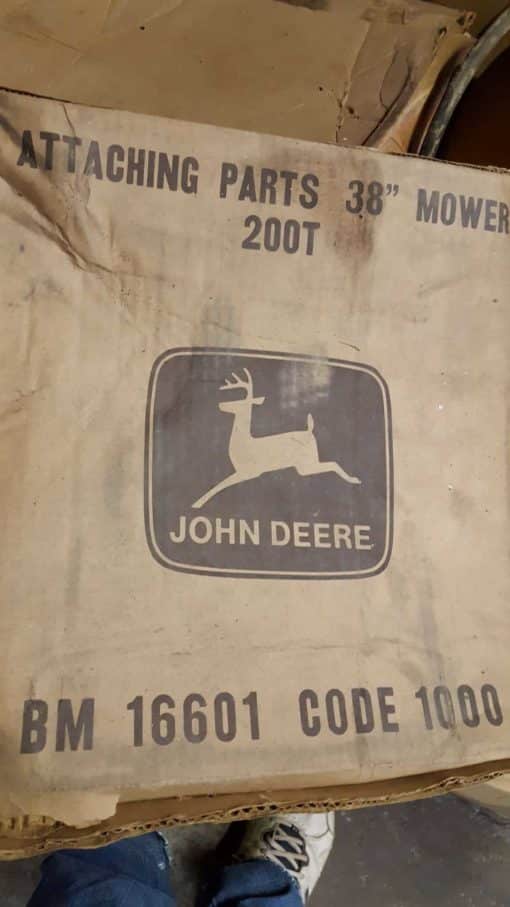 ATTACHING PARTS 38" MOWER
200T
JOHN DEERE
BM 16601 CODE 1000